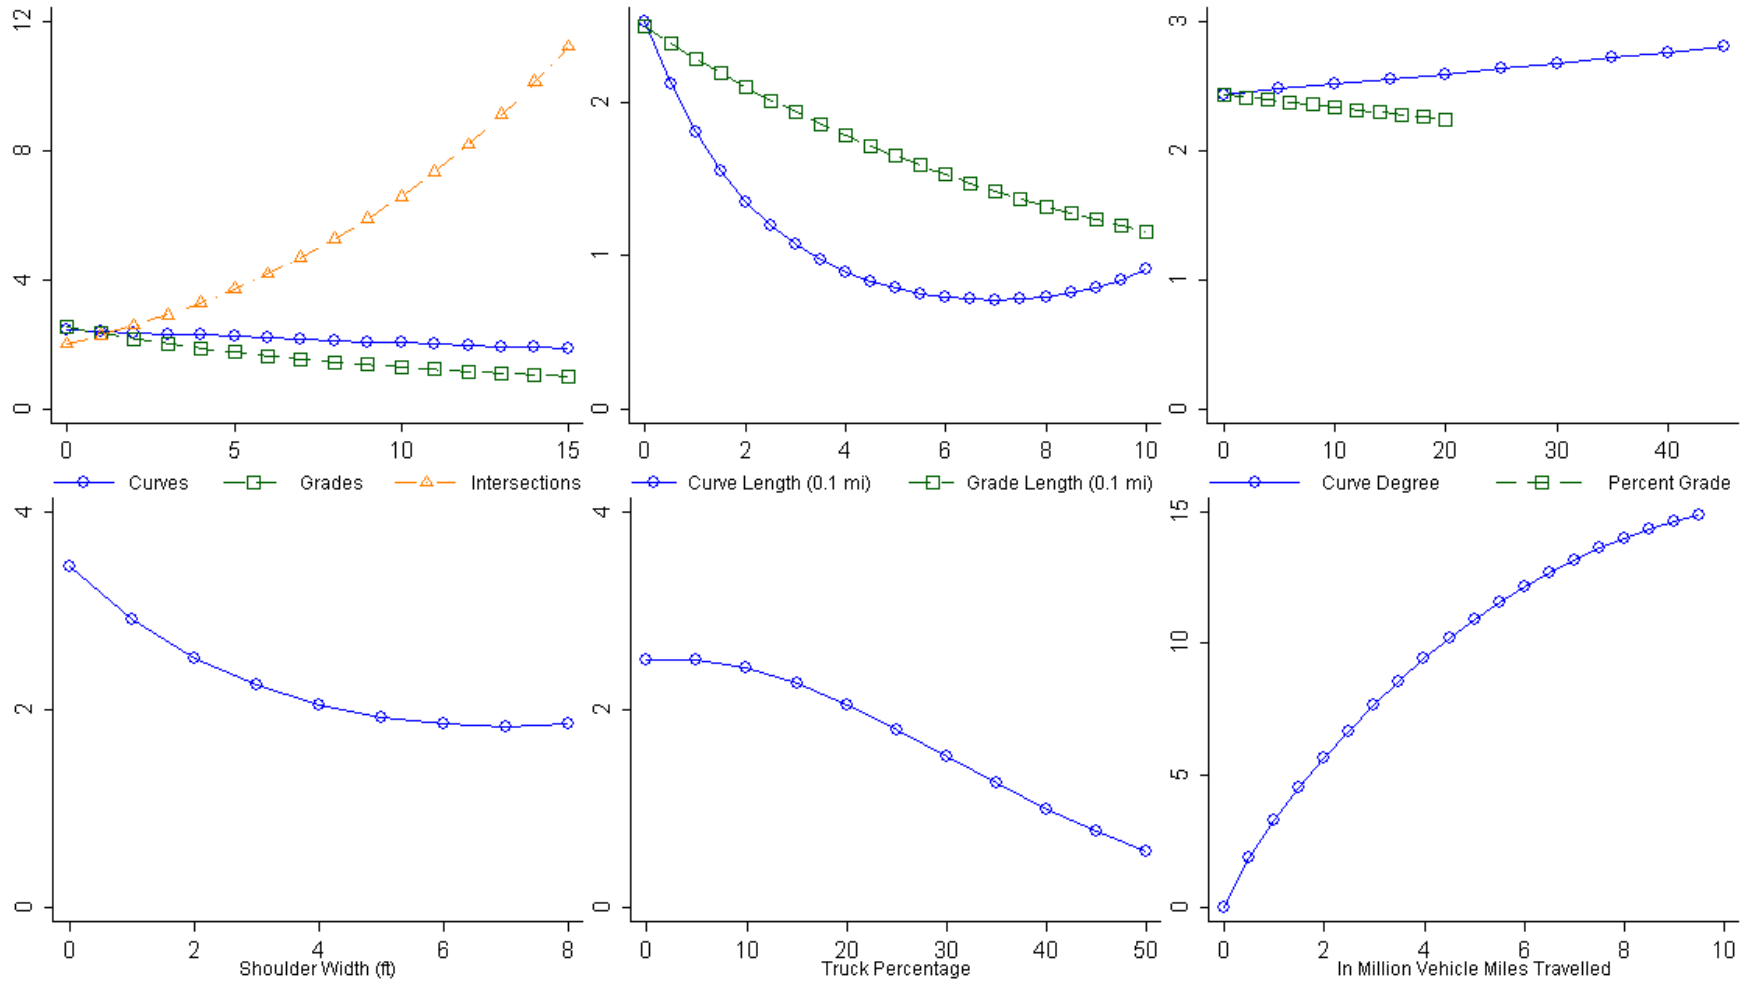 12
8
4
0
0 5 10 15
Curves Grades Intersections
2
1
0
0 2 4 6 8 10
Curve Length (0.1 mi) Grade Length (0.1 mi)
3
2
1
0
0 10 20 30 40
Curve Degree Percent Grade
4
2
0
0 2 4 6 8
Shoulder Width (ft)
4
2
0
0 10 20 30 40 50
Truck Percentage
15
10
5
0
0 2 4 6 8 10
In Million Vehicle Miles Travelled